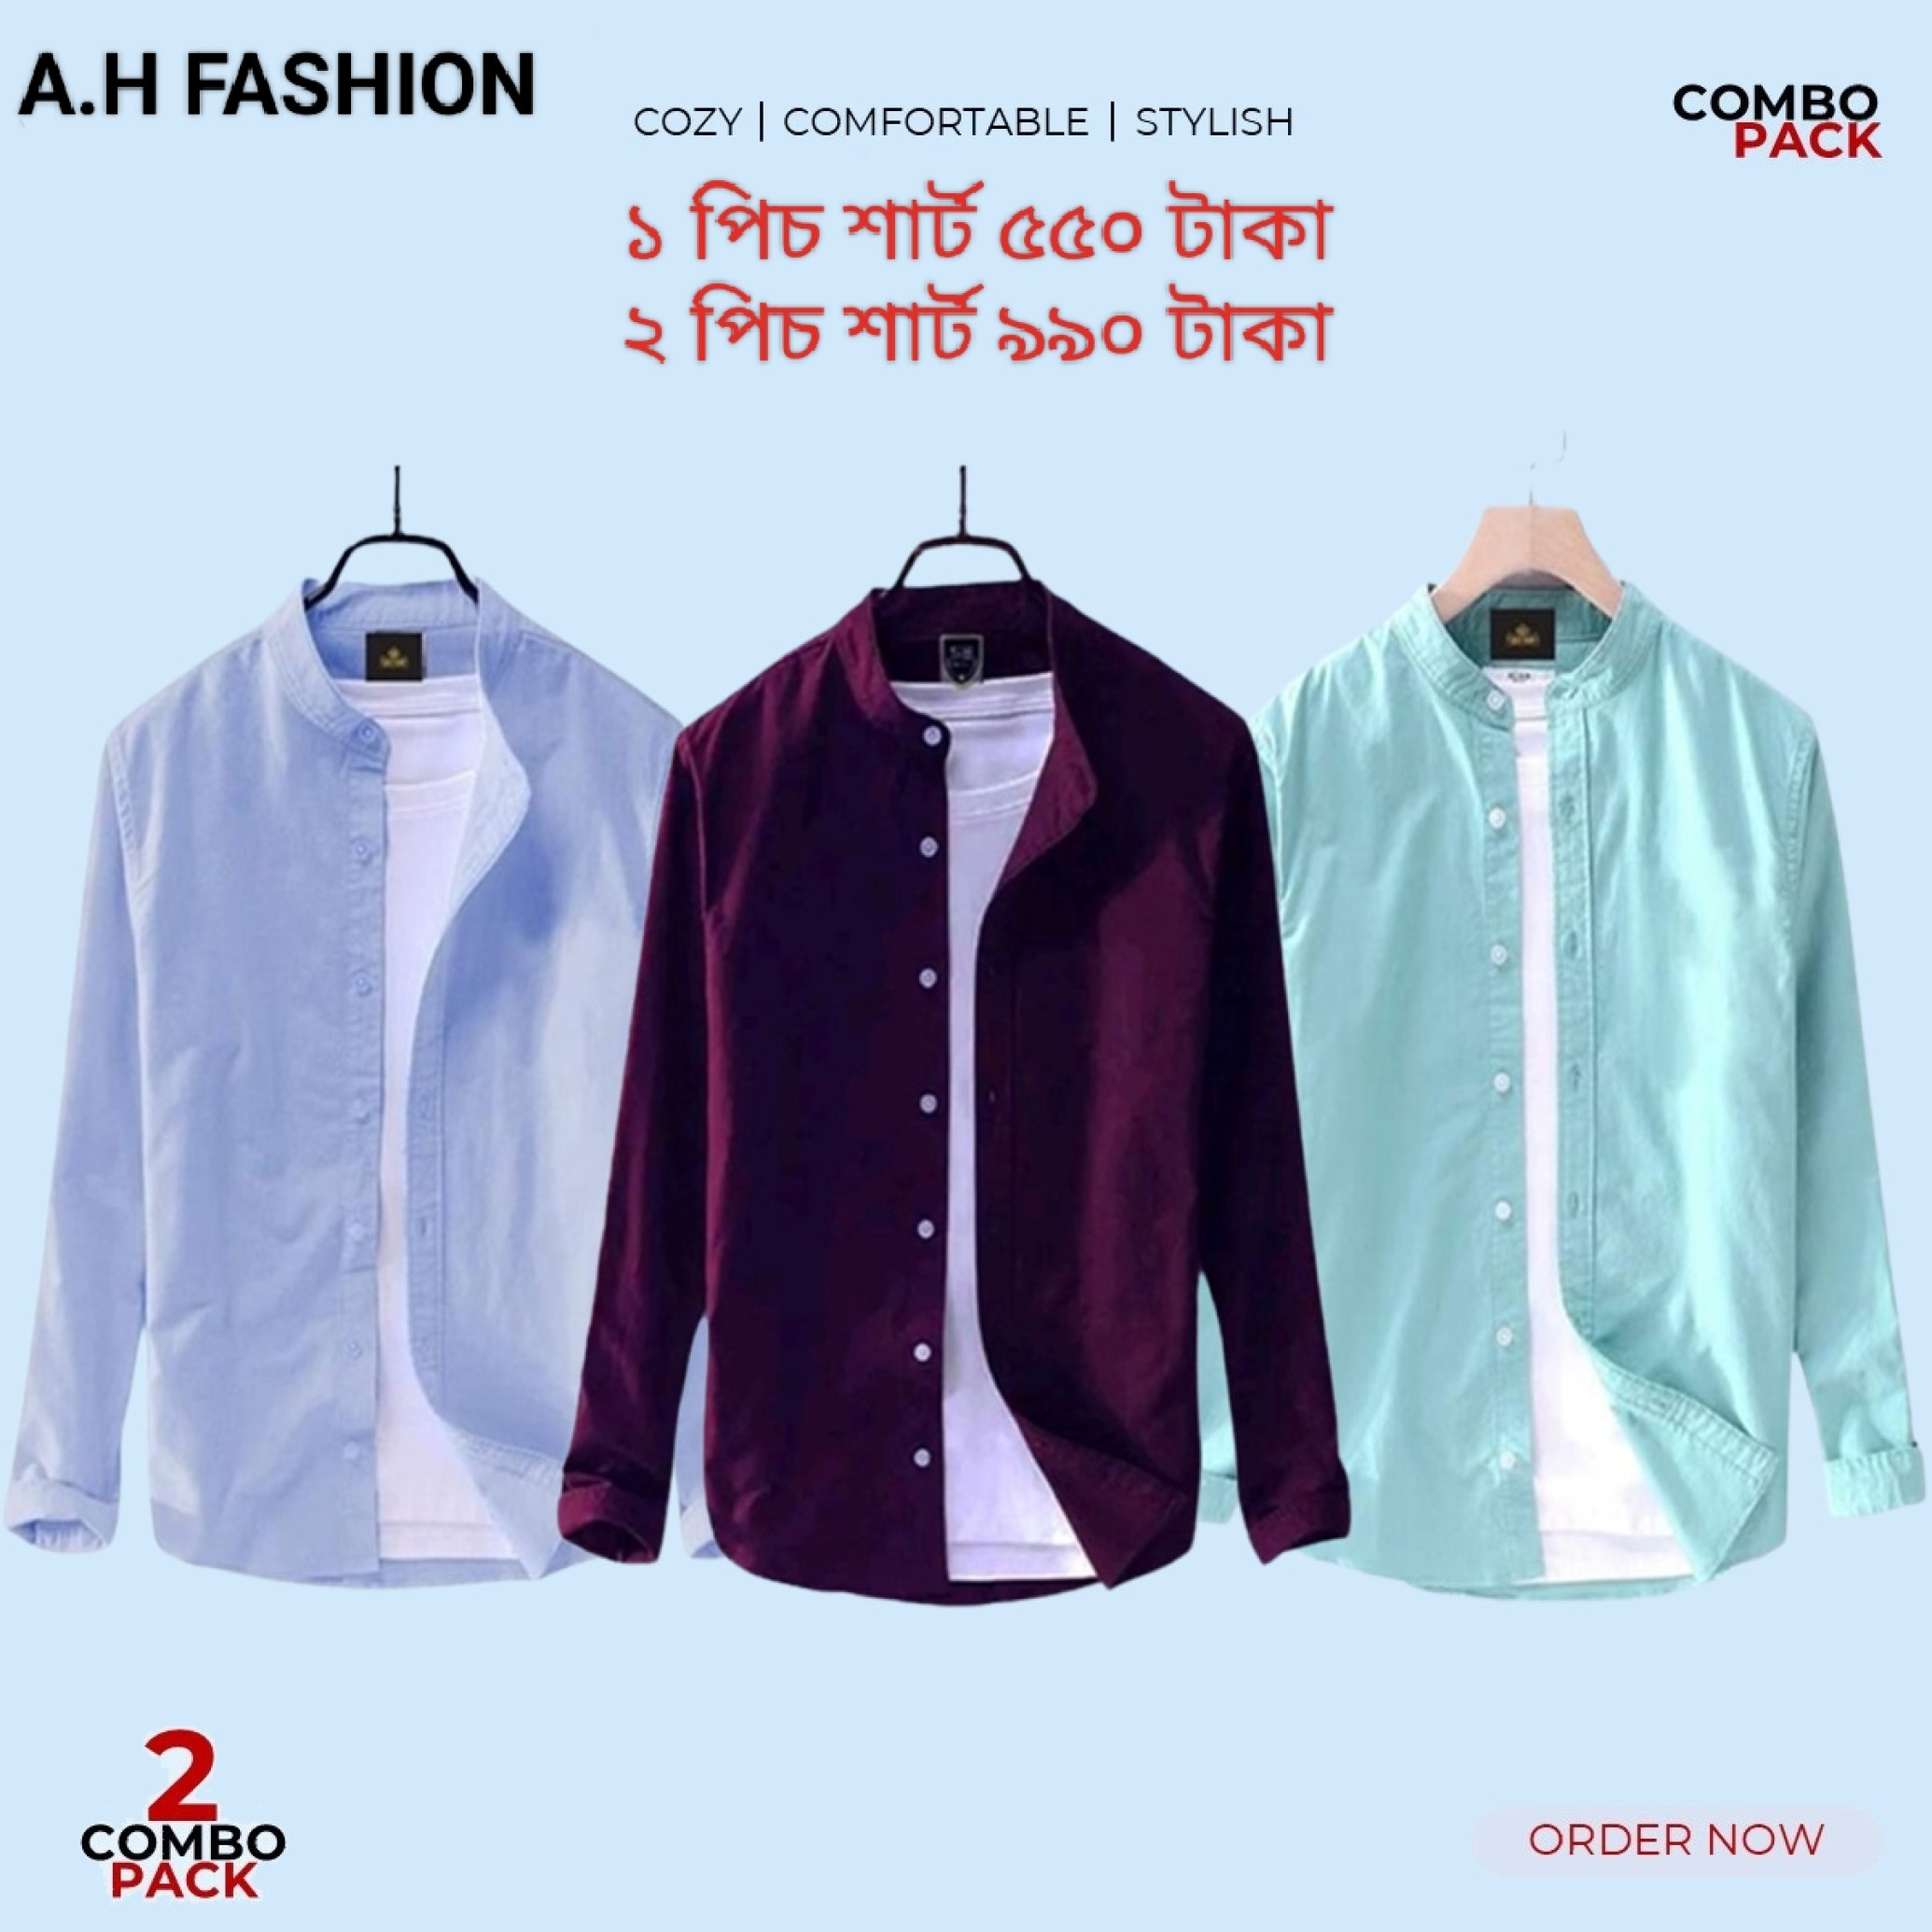 A.H FASHION
COZY | COMFORTABLE | STYLISH
COMBO
PACK
১ পিচ শার্ট ৫৫০ টাকা
২ পিচ শার্ট ৯৯০ টাকা
2
COMBO
PACK
ORDER NOW